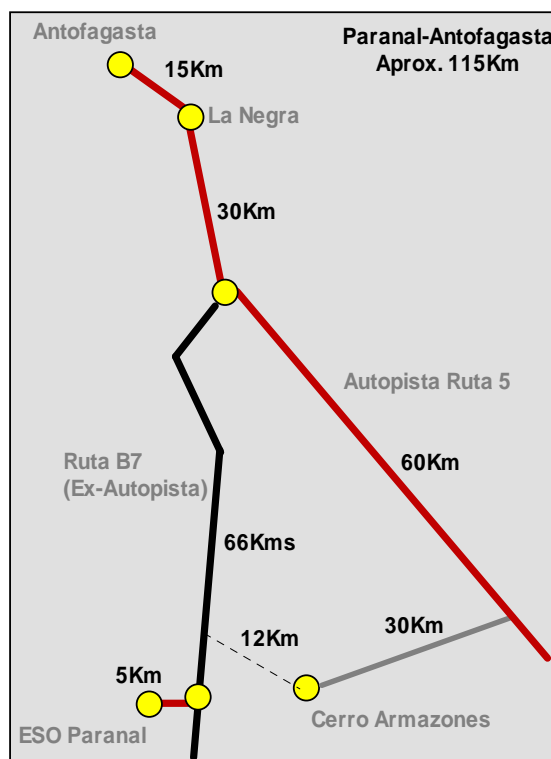 Antofagasta
Paranal-Antofagasta
Aprox. 115Km
15Km
La Negra
30Km
Autopista Ruta 5
Ruta B7
(Ex-Autopista)
60Km
66Kms
12Km
30Km
5Km
ESO Paranal
Cerro Armazones